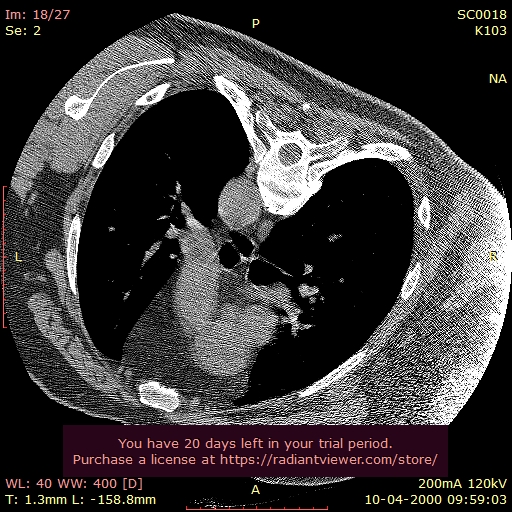 Im: 18/27
Se: 2
P
SC0018
K103
NA
L
R
You have 20 days left in your trial period.
Purchase a license at https://radiantviewer.com/store/
WL: 40 WW: 400 [D]
T: 1.3mm L: -158.8mm
A
200mA 120kV
10-04-2000 09:59:03